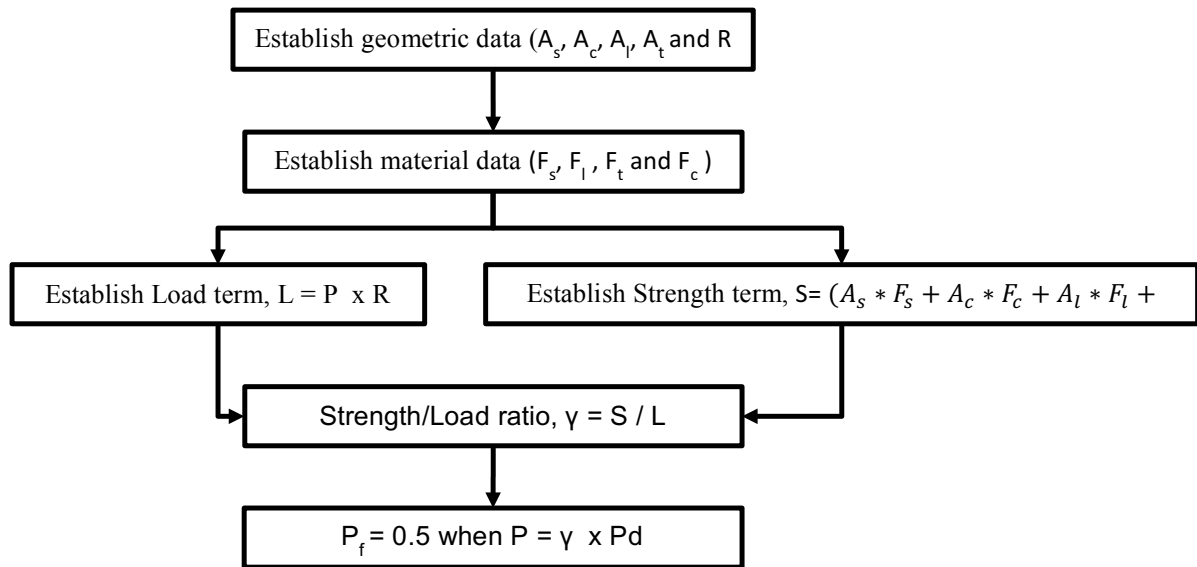 Establish geometric data (A_s, A_c, A_l, A_t and R
Establish material data (F_s, F_l , F_t and F_c )
Establish Load term, L = P x R
Establish Strength term, S= (A_s * F_s + A_c * F_c + A_l * F_l +
Strength/Load ratio, γ = S / L
P_f = 0.5 when P = γ x Pd